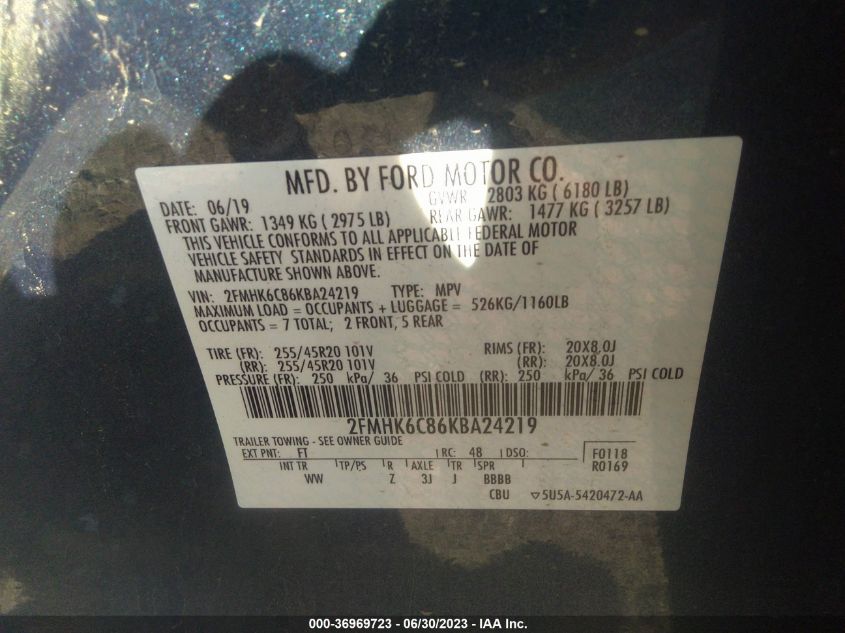 MFD. BY FORD MOTOR CO.
DATE: 06/19 GVWR: 2803 KG ( 6180 LB)
FRONT GAWR: 1349 KG ( 2975 LB) REAR GAWR: 1477 KG ( 3257 LB)
THIS VEHICLE CONFORMS TO ALL APPLICABLE FEDERAL MOTOR
VEHICLE SAFETY STANDARDS IN EFFECT ON THE DATE OF
MANUFACTURE SHOWN ABOVE.
VIN: 2FMHK6C86KBA24219 TYPE: MPV
MAXIMUM LOAD = OCCUPANTS + LUGGAGE = 526KG/1160LB
OCCUPANTS = 7 TOTAL; 2 FRONT, 5 REAR
TIRE (FR): 255/45R20 101V RIMS (FR): 20X8.0J
(RR): 255/45R20 101V (RR): 20X8.0J
PRESSURE (FR): 250 kPa/ 36 PSI COLD (RR): 250 kPa/ 36 PSI COLD
2FMHK6C86KBA24219
TRAILER TOWING - SEE OWNER GUIDE
EXT PNT: FT RC: 48 DSO: F0118
INT TR TP/PS R AXLE TR SPR R0169
WW Z 3J J BBBB
CBU ▽5U5A-5420472-AA
000-36969723 - 06/30/2023 - IAA Inc.